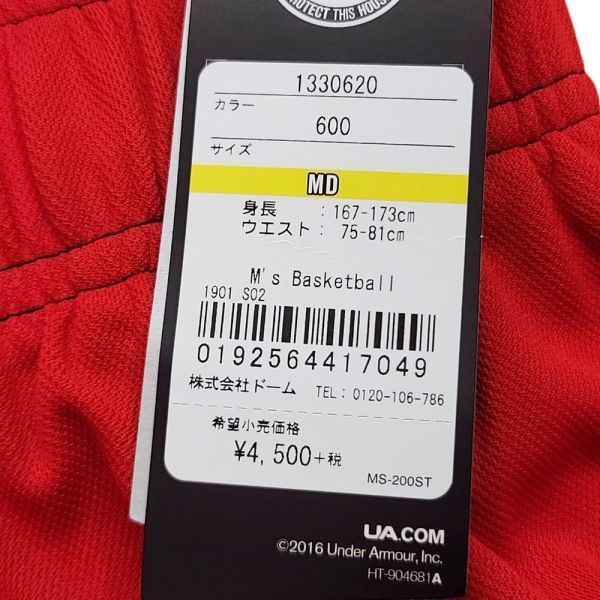 PROTECT THIS HOUSE
1330620
カラー
600
サイズ
MD
身長 : 167-173cm
ウエスト : 75-81cm
M's Basketball
1901 S02
0192564417049
株式会社ドーム TEL: 0120-106-786
希望小売価格
¥4,500+税
MS-200ST
UA.COM
©2016 Under Armour, Inc.
HT-904681A